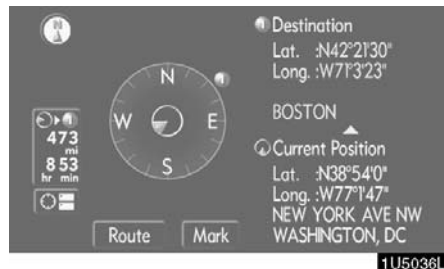 N
Destination
Lat. :N42°21'30"
Long. :W71°3'23"
BOSTON
N
W
E
S
473
mi
8 53
hr min
Current Position
Lat. :N38°54'0"
Long. :W77°1'47"
NEW YORK AVE NW
WASHINGTON, DC
Route
Mark
1U5036L